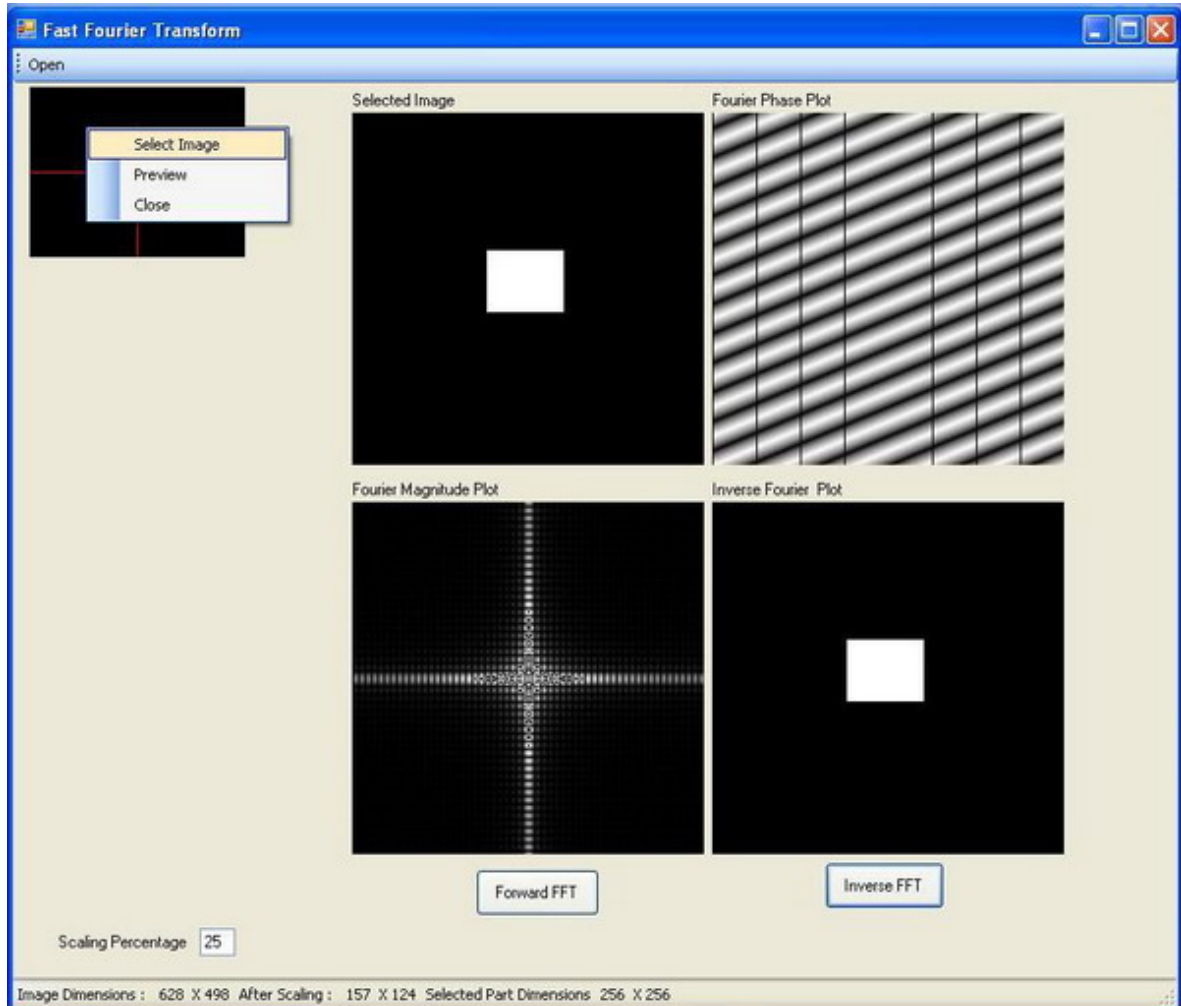 Fast Fourier Transform
Open
Select Image
Preview
Close
Selected Image
Fourier Phase Plot
Fourier Magnitude Plot
Inverse Fourier Plot
Forward FFT
Inverse FFT
Scaling Percentage 25
Image Dimensions : 628 X 498 After Scaling : 157 X 124 Selected Part Dimensions 256 X 256